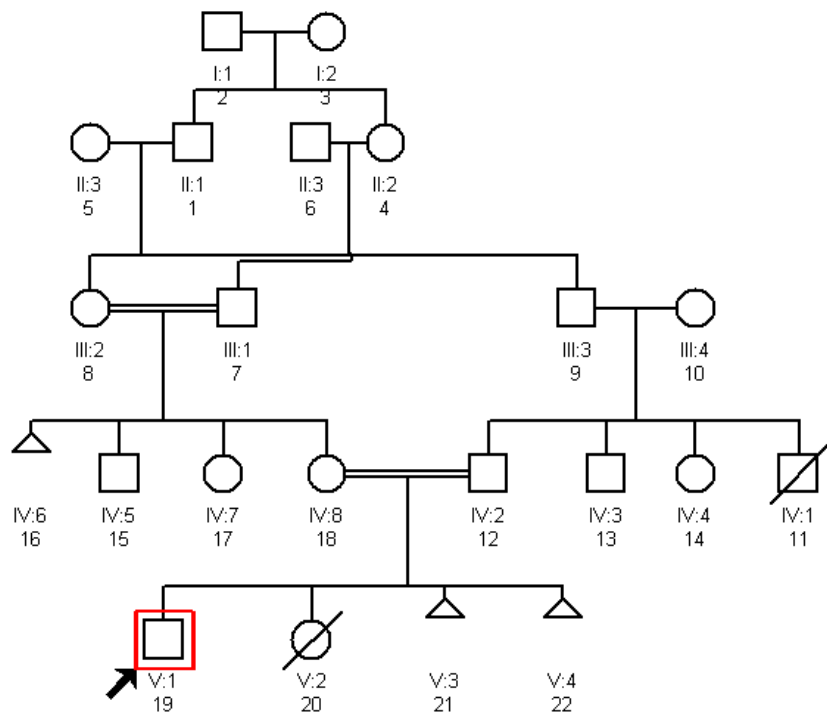 I:1 I:2
2 3
II:3 II:1 II:3 II:2
5 1 6 4
III:2 III:1 III:3 III:4
8 7 9 10
IV:6 IV:5 IV:7 IV:8 IV:2 IV:3 IV:4 IV:1
16 15 17 18 12 13 14 11
V:1 V:2 V:3 V:4
19 20 21 22